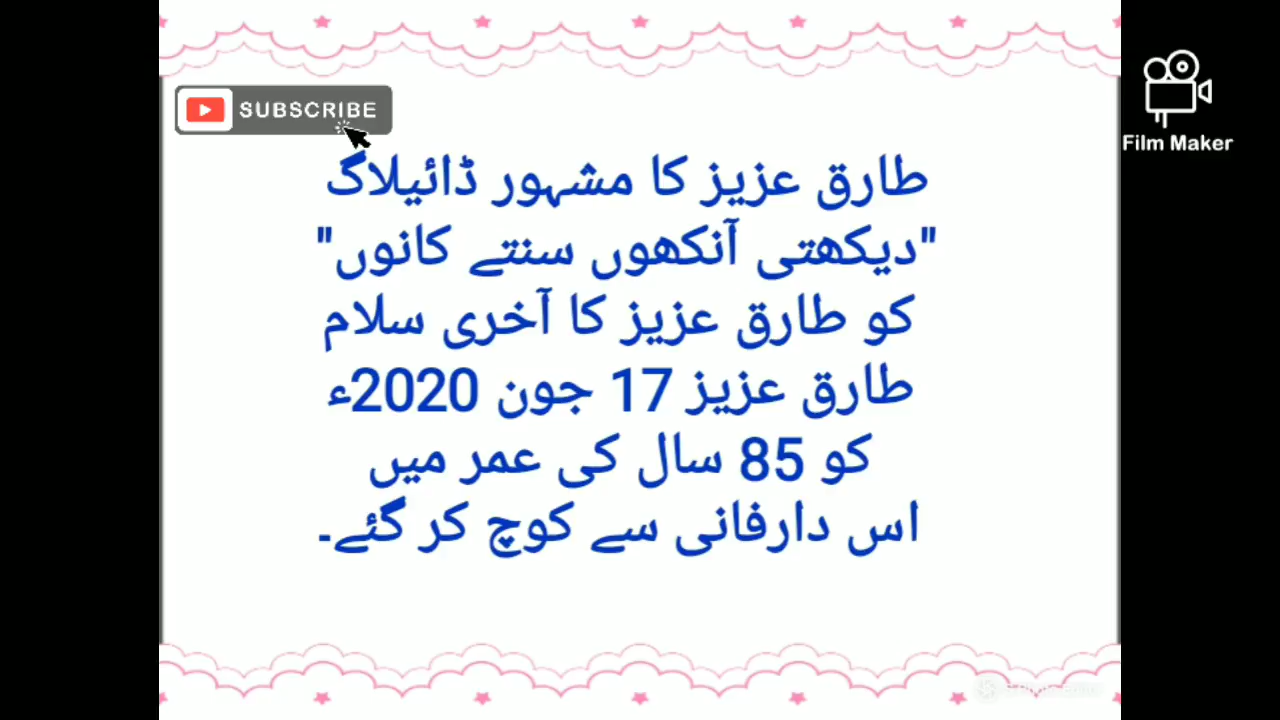 SUBSCRIBE
Film Maker
طارق عزیز کا مشہور ڈائیلاگ
"دیکھتی آنکھوں سنتے کانوں"
کو طارق عزیز کا آخری سلام
طارق عزیز 17 جون 2020ء
کو 85 سال کی عمر میں
اس دارفانی سے کوچ کر گئے۔